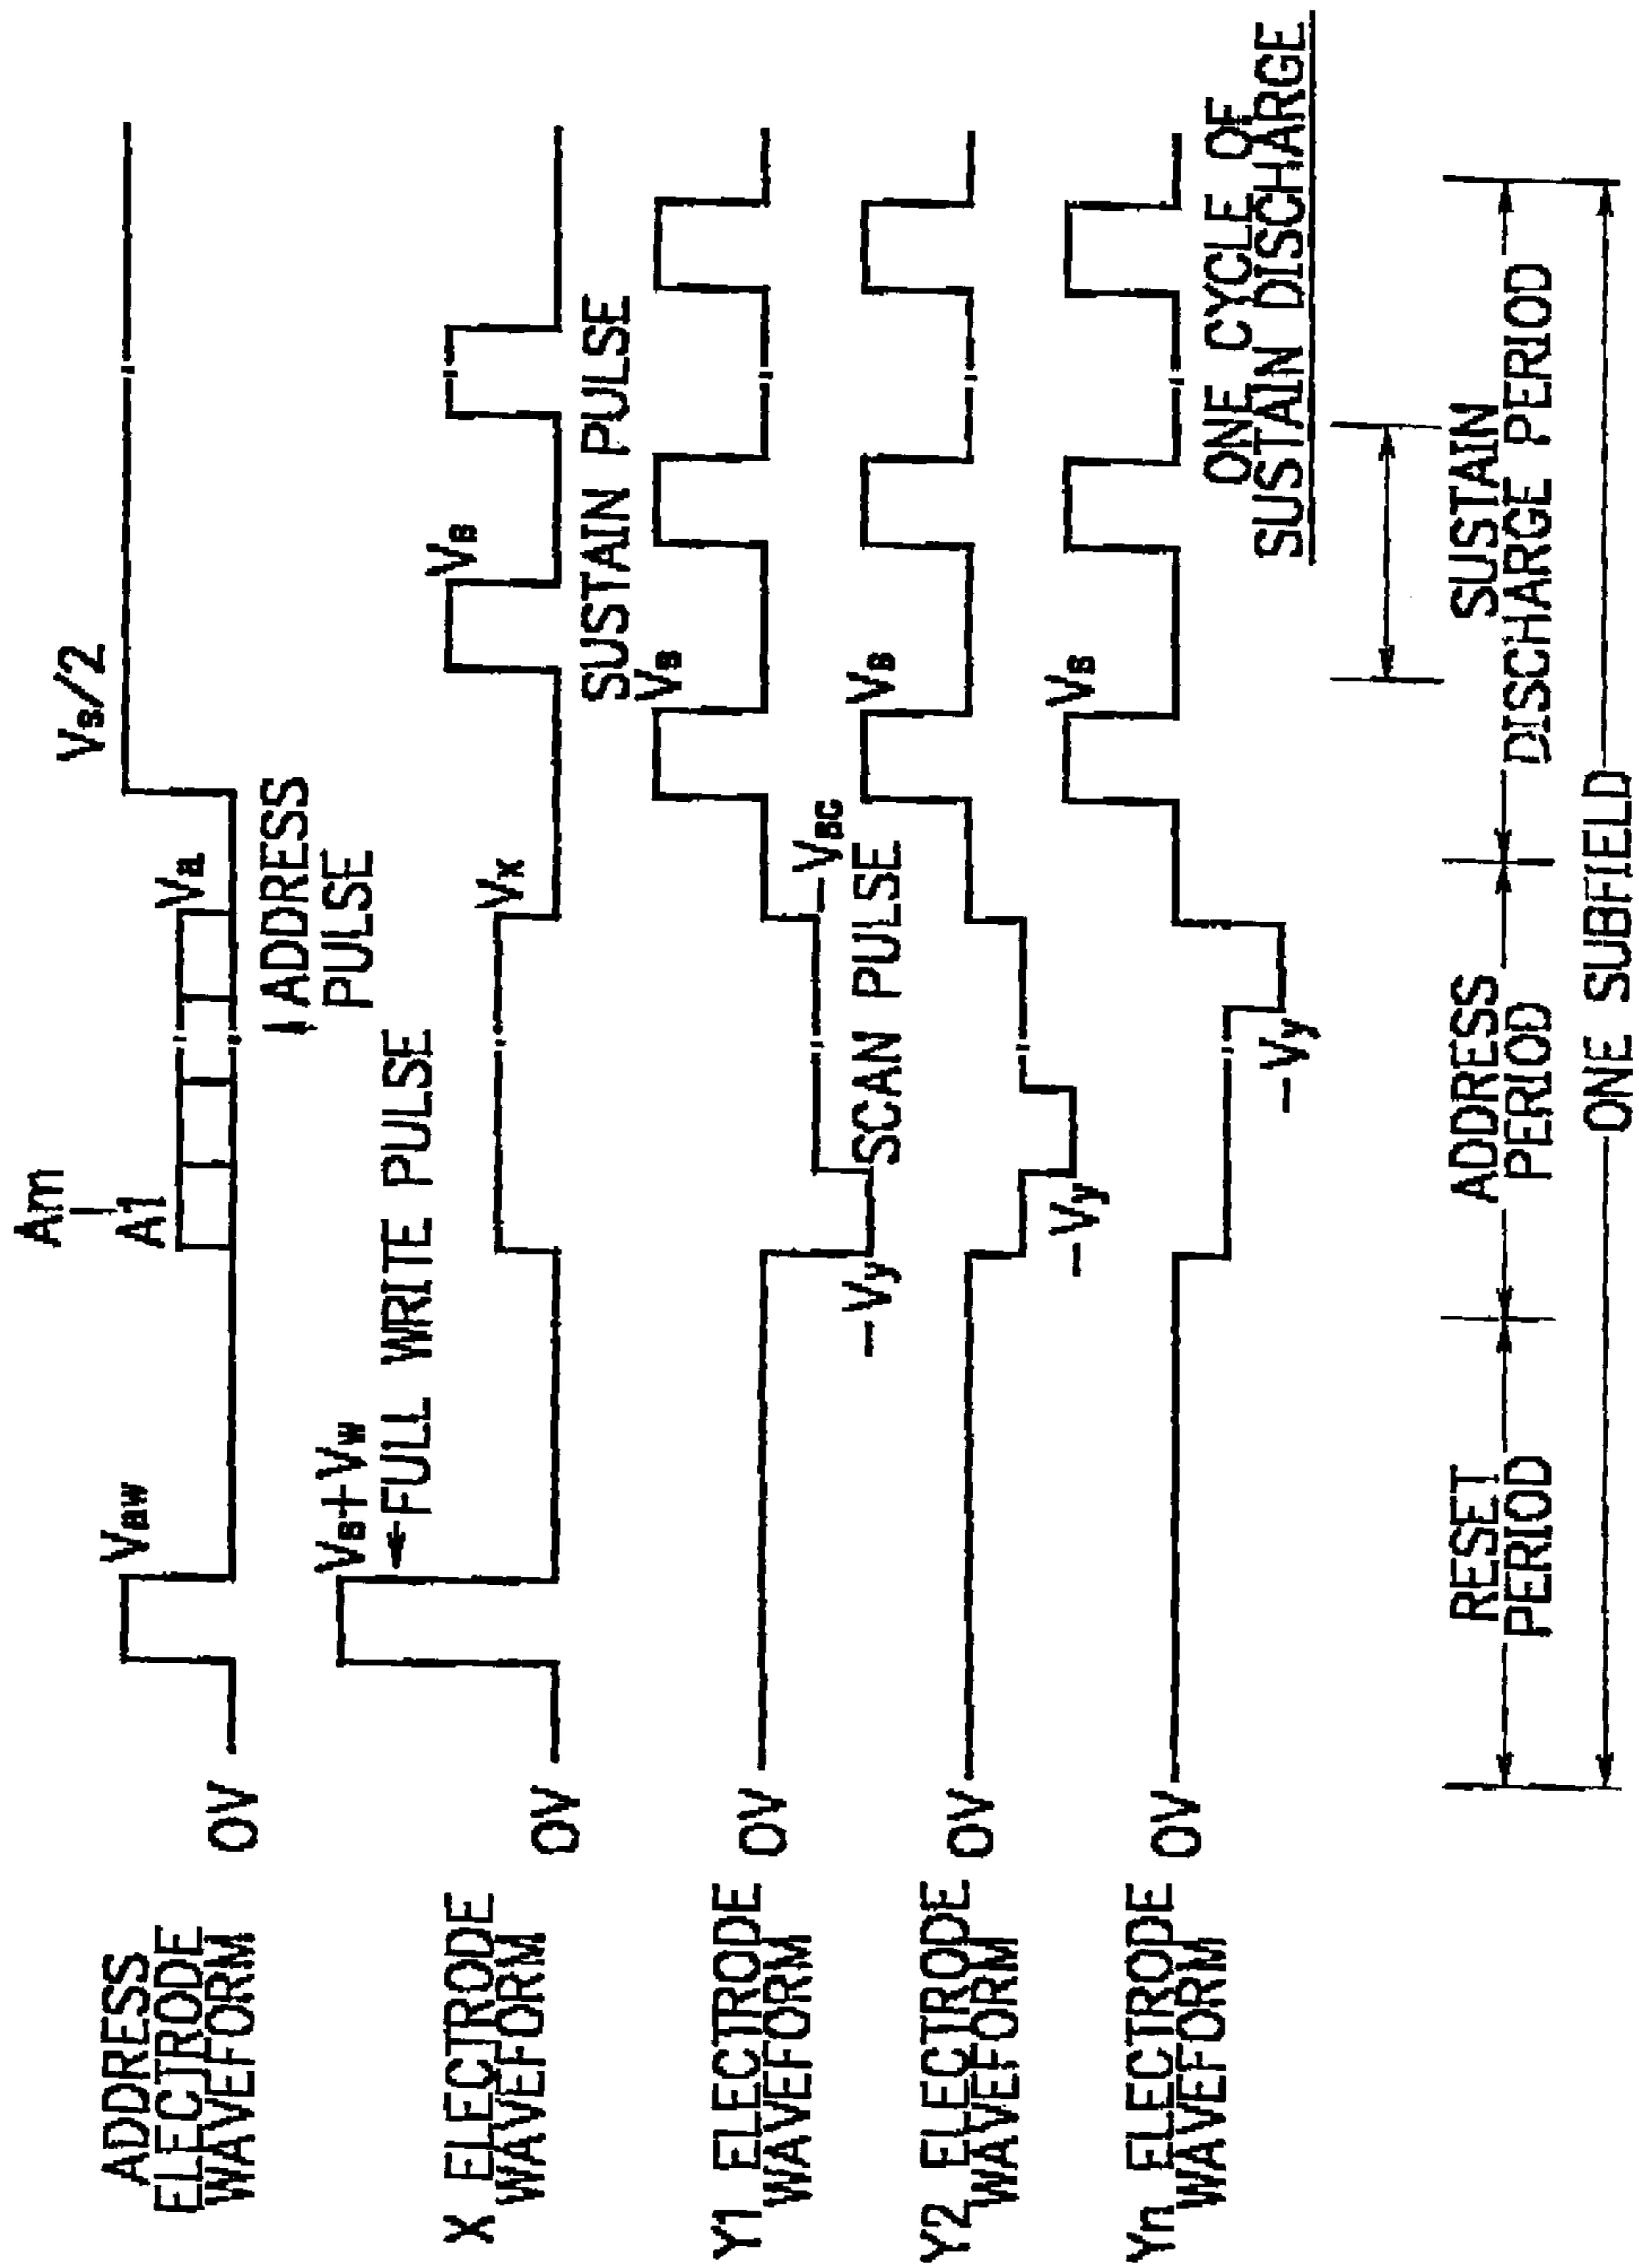 ADDRESS
ELECTRODE
WAVEFORM
0V
Vaw
Am
A1
Va
ADDRESS
PULSE
Vs/2
X ELECTRODE
WAVEFORM
0V
Vs+Vw
FULL WRITE PULSE
Vx
Vs
SUSTAIN PULSE
Y1 ELECTRODE
WAVEFORM
0V
-Vy
SCAN PULSE
-Vsc
Vs
Y2 ELECTRODE
WAVEFORM
0V
-Vy
Vs
Yn ELECTRODE
WAVEFORM
0V
-Vy
Vs
ONE CYCLE OF
SUSTAIN DISCHARGE
RESET
PERIOD
ADDRESS
PERIOD
SUSTAIN
DISCHARGE PERIOD
ONE SUBFIELD